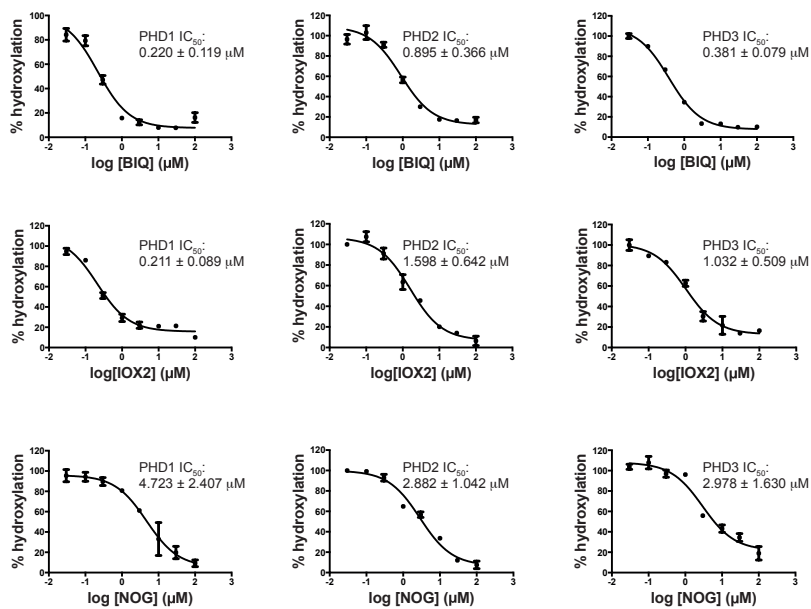 PHD1 IC50:
0.220 ± 0.119 μM
% hydroxylation
100
80
60
40
20
0
-2 -1 0 1 2 3
log [BIQ] (μM)
PHD2 IC50:
0.895 ± 0.366 μM
% hydroxylation
120
100
80
60
40
20
0
-2 -1 0 1 2 3
log [BIQ] (μM)
PHD3 IC50:
0.381 ± 0.079 μM
% hydroxylation
120
100
80
60
40
20
0
-2 -1 0 1 2 3
log [BIQ] (μM)
PHD1 IC50:
0.211 ± 0.089 μM
% hydroxylation
120
100
80
60
40
20
0
-2 -1 0 1 2 3
log[IOX2] (μM)
PHD2 IC50:
1.598 ± 0.642 μM
% hydroxylation
120
100
80
60
40
20
0
-2 -1 0 1 2 3
log[IOX2] (μM)
PHD3 IC50:
1.032 ± 0.509 μM
% hydroxylation
120
100
80
60
40
20
0
-2 -1 0 1 2 3
log[IOX2] (μM)
PHD1 IC50:
4.723 ± 2.407 μM
% hydroxylation
120
100
80
60
40
20
0
-2 -1 0 1 2 3
log [NOG] (μM)
PHD2 IC50:
2.882 ± 1.042 μM
% hydroxylation
120
100
80
60
40
20
0
-2 -1 0 1 2 3
log [NOG] (μM)
PHD3 IC50:
2.978 ± 1.630 μM
% hydroxylation
120
100
80
60
40
20
0
-2 -1 0 1 2 3
log [NOG] (μM)